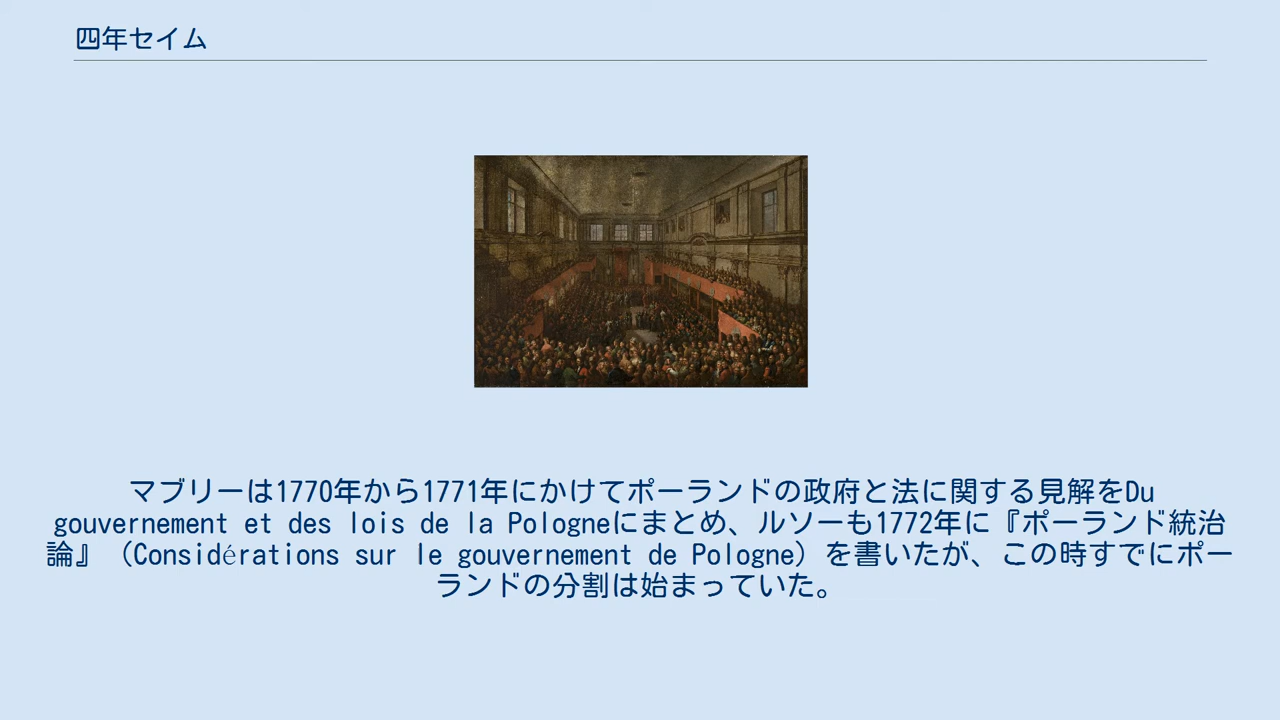 四年セイム
マブリーは1770年から1771年にかけてポーランドの政府と法に関する見解をDu
gouvernement et des lois de la Pologneにまとめ、ルソーも1772年に『ポーランド統治
論』（Considérations sur le gouvernement de Pologne）を書いたが、この時すでにポー
ランドの分割は始まっていた。